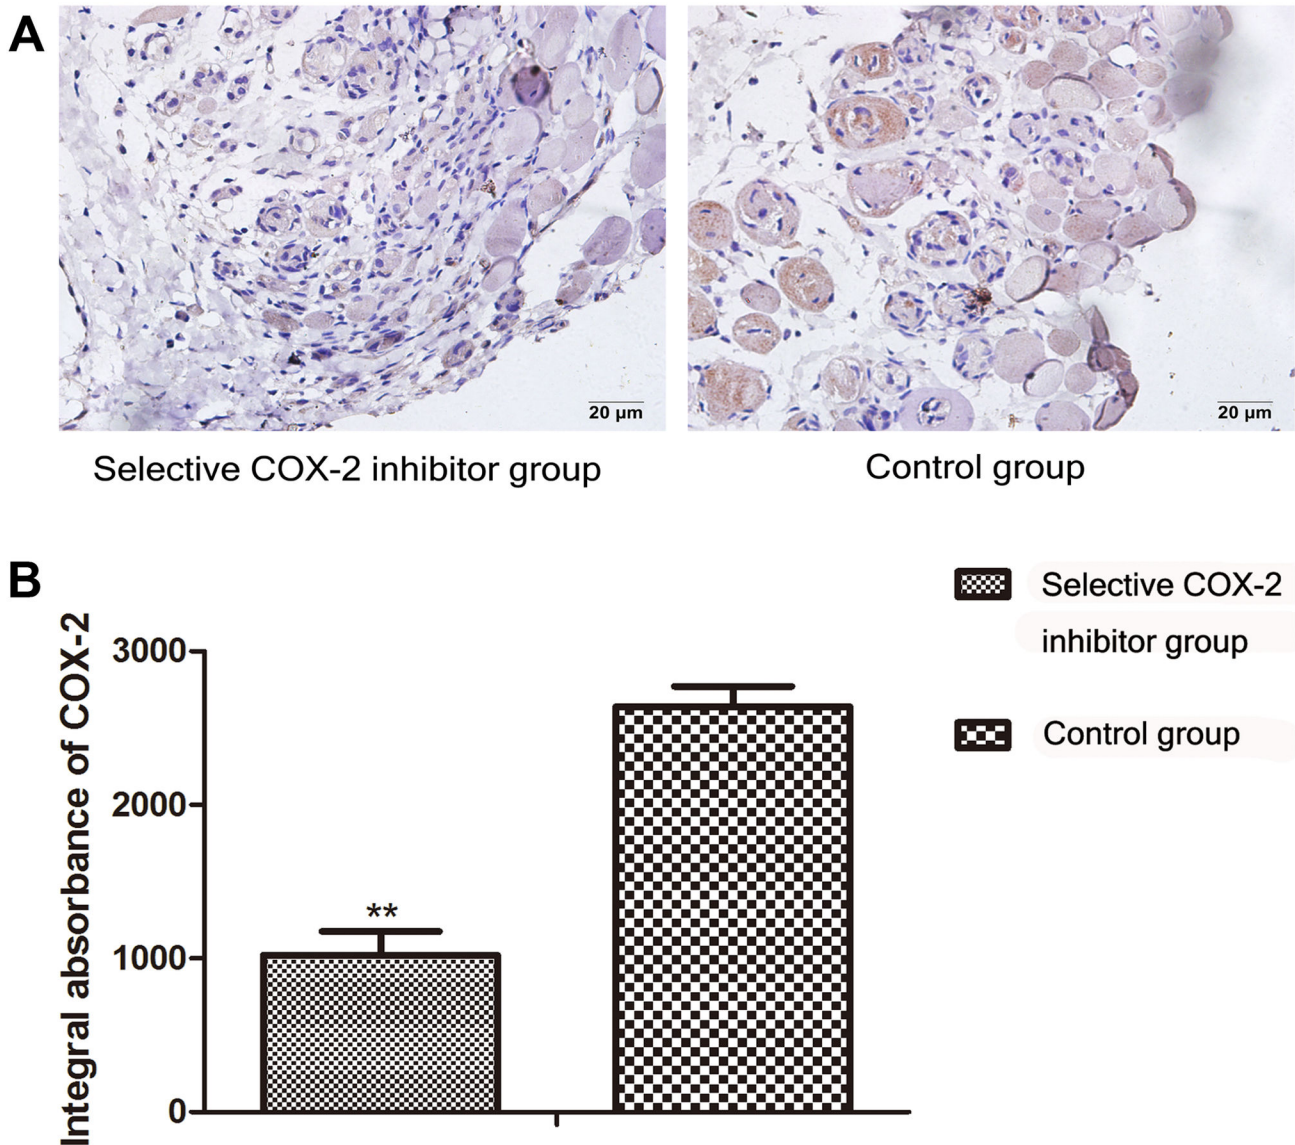 A
20 µm
20 µm
Selective COX-2 inhibitor group
Control group
B
Selective COX-2
inhibitor group
Control group
Integral absorbance of COX-2
3000
2000
1000
0
**